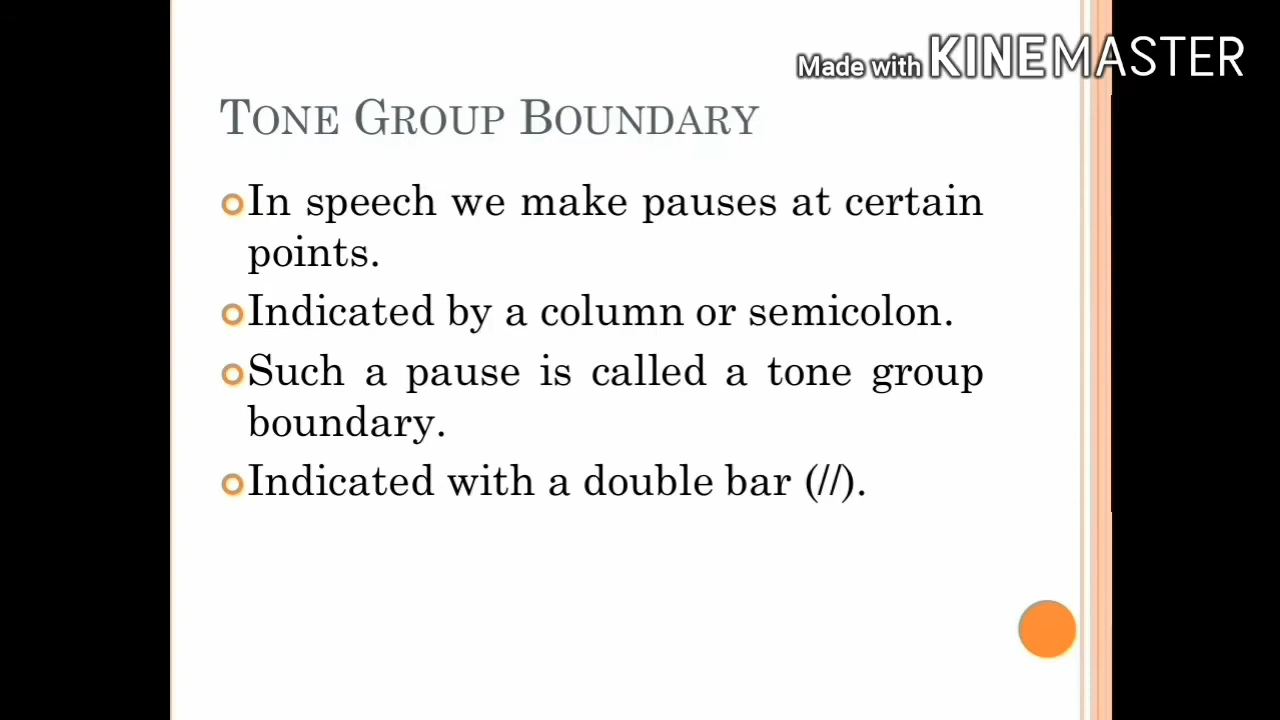 Made with KINEMASTER
TONE GROUP BOUNDARY
In speech we make pauses at certain
points.
Indicated by a column or semicolon.
Such a pause is called a tone group
boundary.
Indicated with a double bar (//).